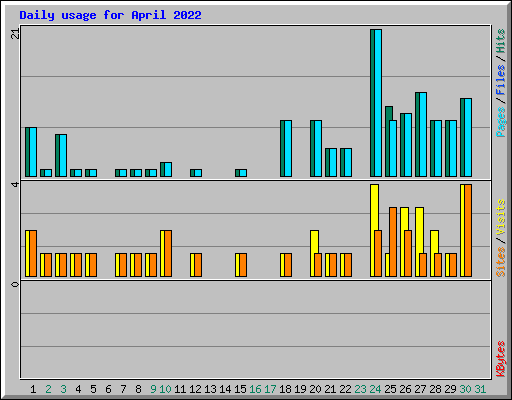 Daily usage for April 2022
21
Pages / Files / Hits
4
Sites / Visits
0
KBytes
1 2 3 4 5 6 7 8 9 10 11 12 13 14 15 16 17 18 19 20 21 22 23 24 25 26 27 28 29 30 31